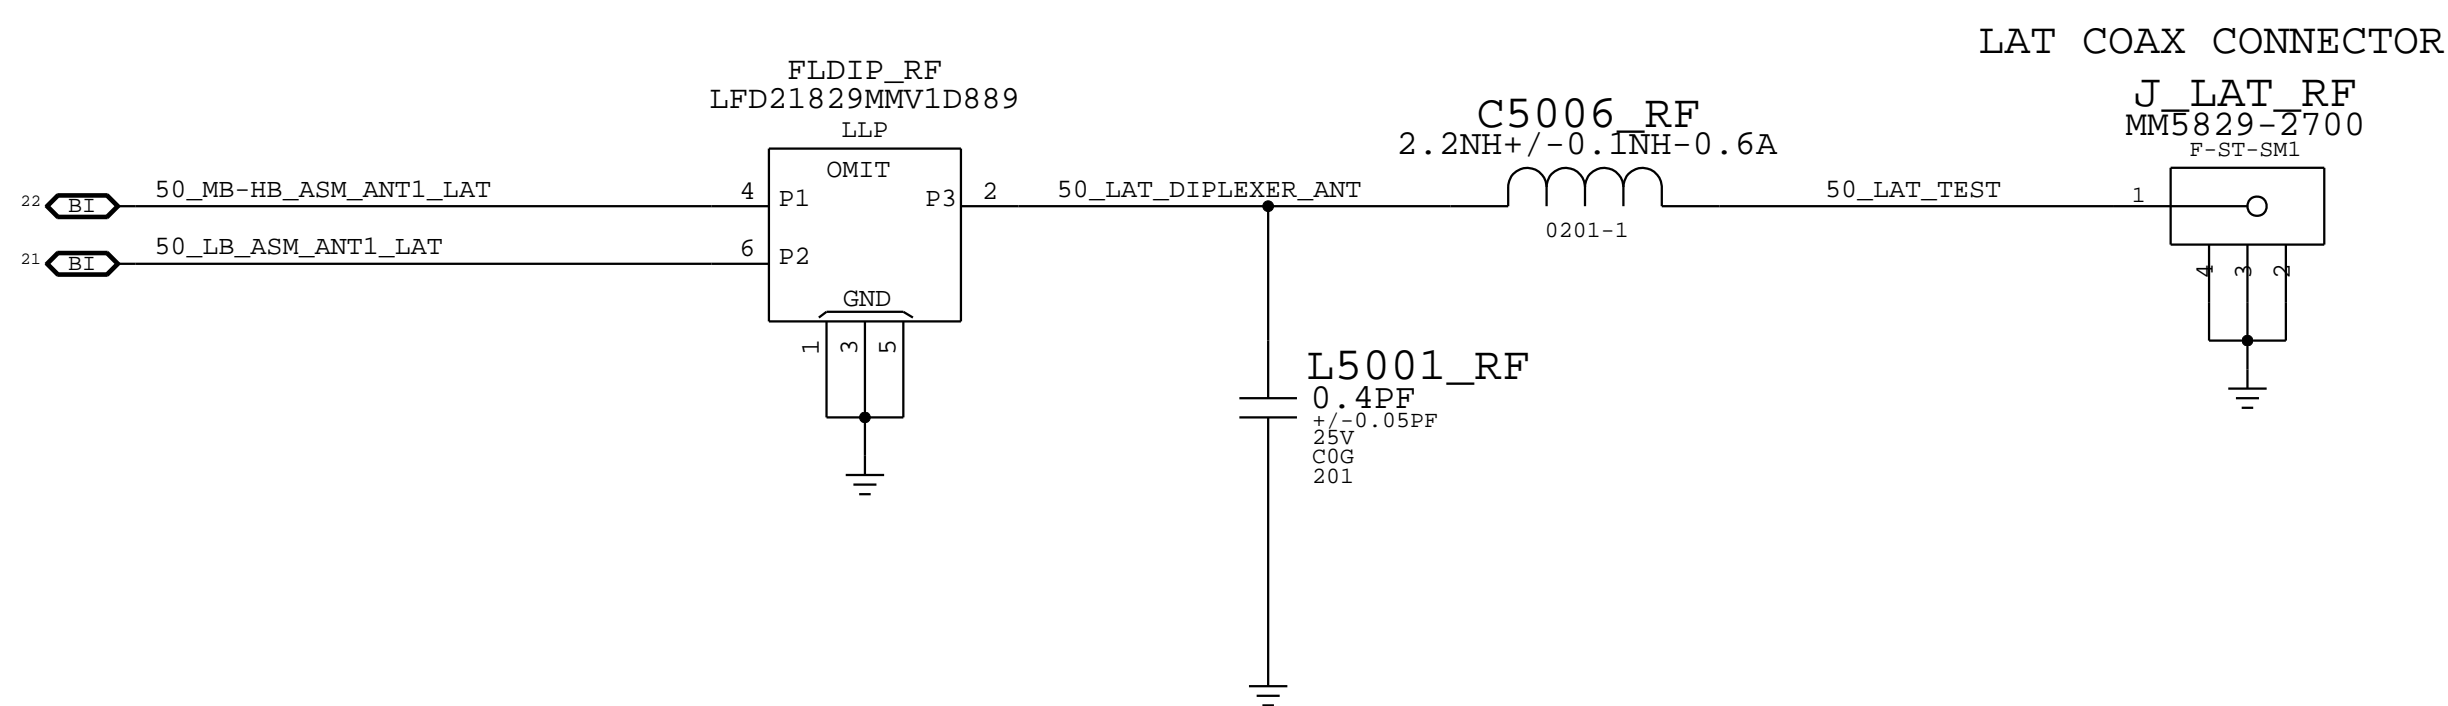 LAT COAX CONNECTOR
FLDIP_RF
LFD21829MMV1D889
LLP
OMIT
C5006_RF
2.2NH+/-0.1NH-0.6A
J_LAT_RF
MM5829-2700
F-ST-SM1
22 BI 50_MB-HB_ASM_ANT1_LAT 4 P1 P3 2 50_LAT_DIPLEXER_ANT 50_LAT_TEST 1
0201-1
21 BI 50_LB_ASM_ANT1_LAT 6 P2
4 3 2
GND
1 3 5
L5001_RF
0.4PF
+/-0.05PF
25V
C0G
201